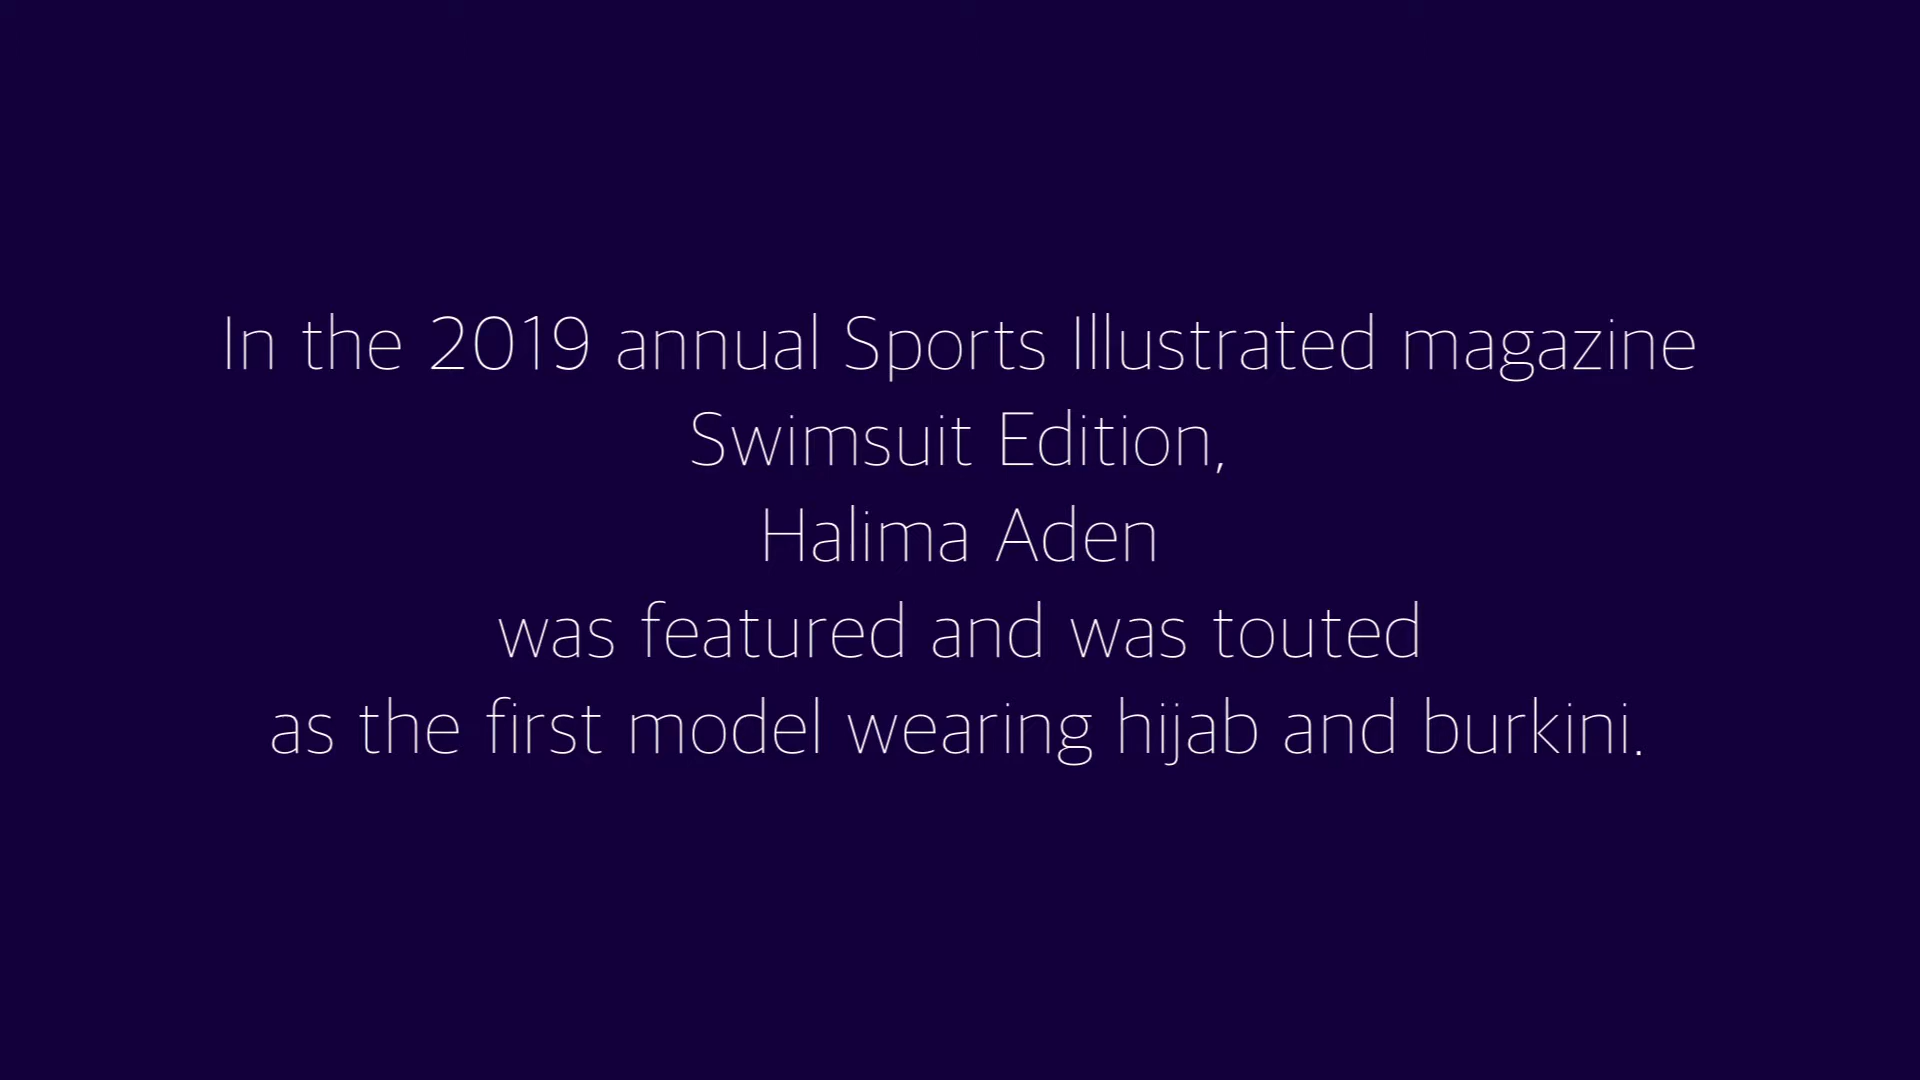 In the 2019 annual Sports Illustrated magazine
Swimsuit Edition,
Halima Aden
was featured and was touted
as the first model wearing hijab and burkini.